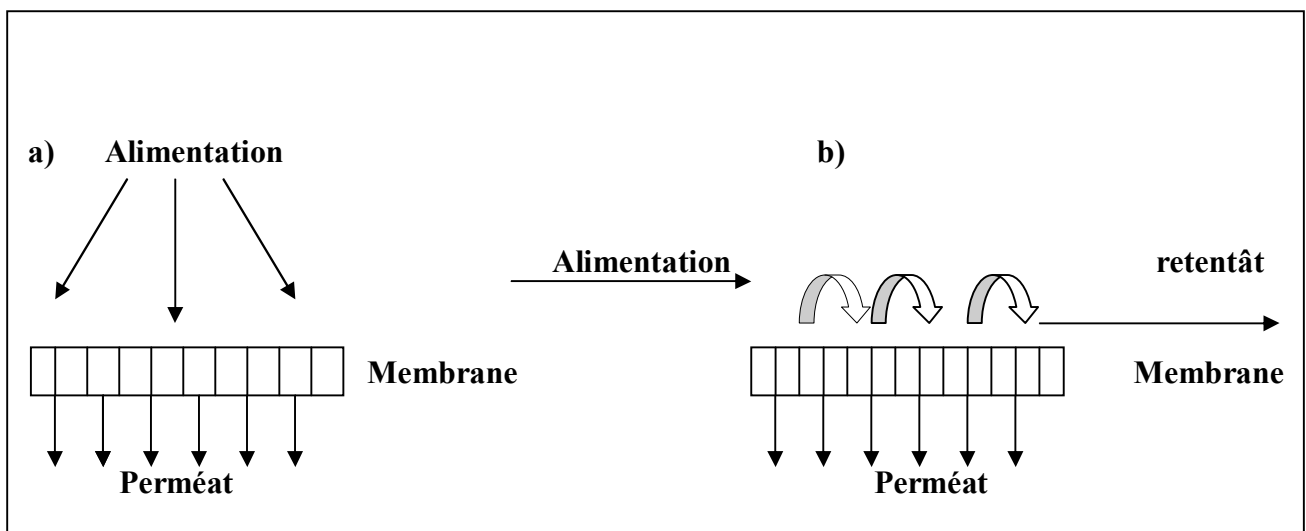 a) Alimentation
b)
Alimentation
retentât
Membrane
Membrane
Perméat
Perméat